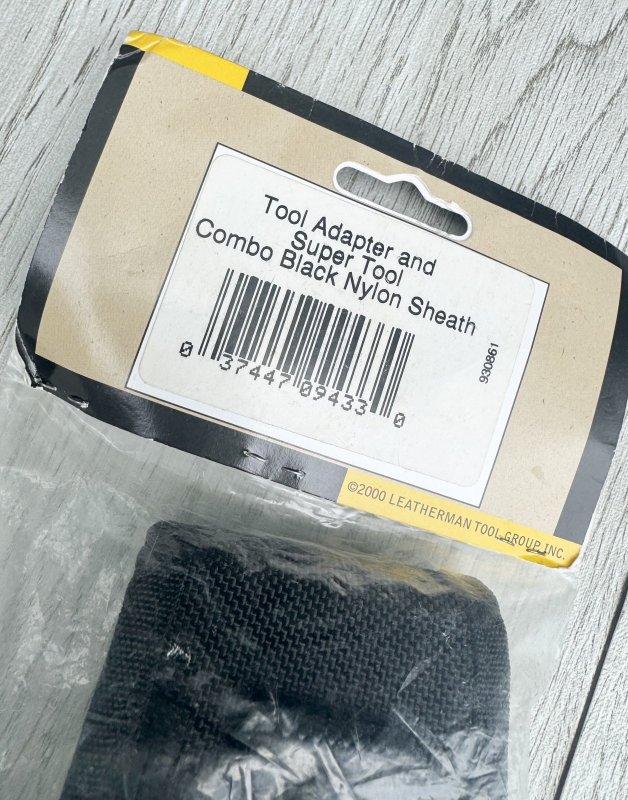 Tool Adapter and
Super Tool
Combo Black Nylon Sheath
930861
0 37447 09433 0
©2000 LEATHERMAN TOOL GROUP, INC.